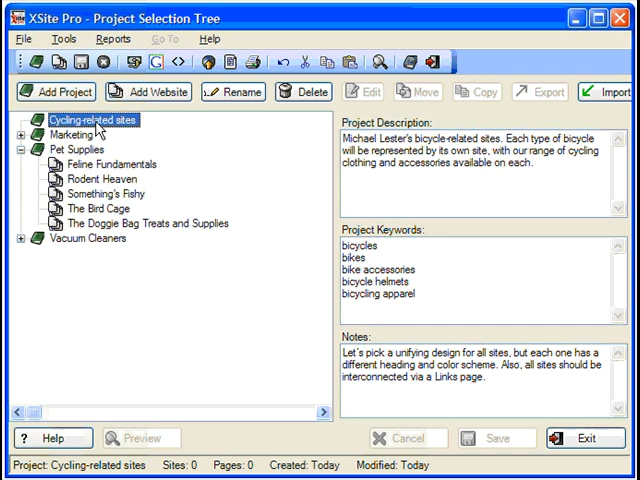 XSite Pro - Project Selection Tree
File Tools Reports Go To Help
Add Project Add Website Rename Delete Edit Move Copy Export Import
Cycling-related sites
Marketing
Pet Supplies
Feline Fundamentals
Rodent Heaven
Something's Fishy
The Bird Cage
The Doggie Bag Treats and Supplies
Vacuum Cleaners
Project Description:
Michael Lester's bicycle-related sites. Each type of bicycle
will be represented by its own site, with our range of cycling
clothing and accessories available on each.
Project Keywords:
bicycles
bikes
bike accessories
bicycle helmets
bicycling apparel
Notes:
Let's pick a unifying design for all sites, but each one has a
different heading and color scheme. Also, all sites should be
interconnected via a Links page.
? Help Preview Cancel Save Exit
Project: Cycling-related sites Sites: 0 Pages: 0 Created: Today Modified: Today